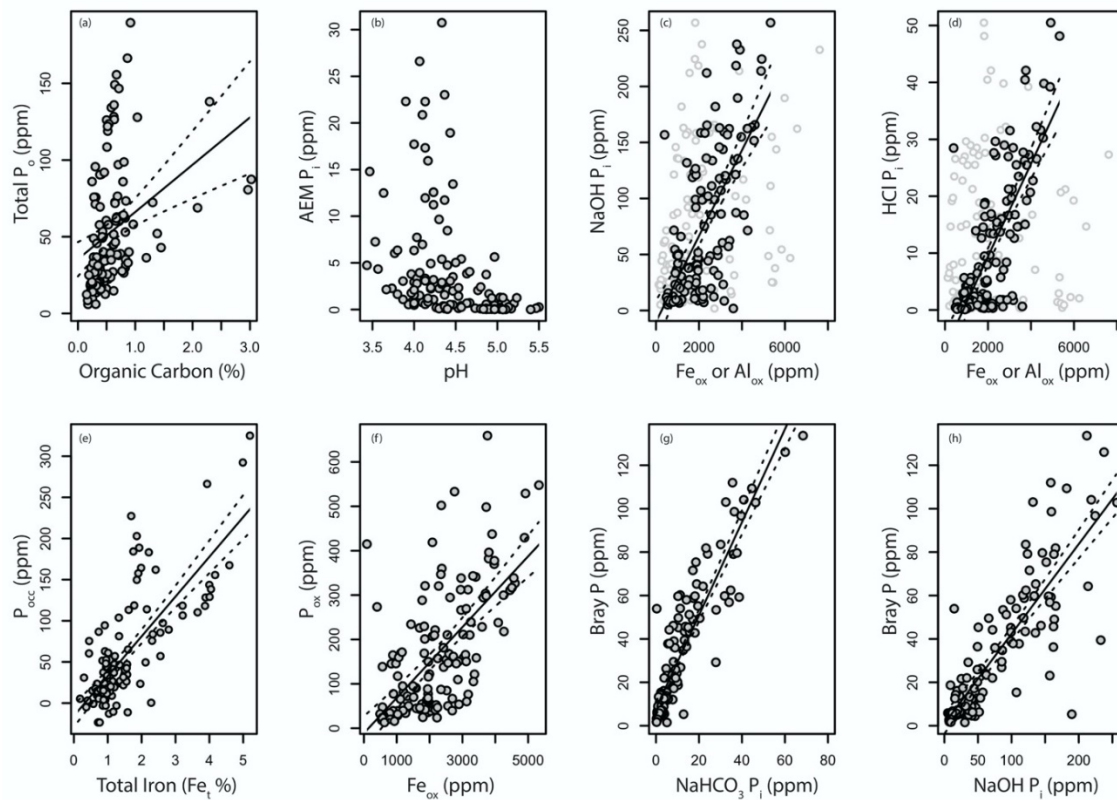 (a)
Total Pₒ (ppm)
150
100
50
0
0.0 1.0 2.0 3.0
Organic Carbon (%)
(b)
AEM Pᵢ (ppm)
30
25
20
15
10
5
0
3.5 4.0 4.5 5.0 5.5
pH
(c)
NaOH Pᵢ (ppm)
250
200
150
100
50
0
0 2000 4000 6000
Feₒₓ or Alₒₓ (ppm)
(d)
HCl Pᵢ (ppm)
50
40
30
20
10
0
0 2000 4000 6000
Feₒₓ or Alₒₓ (ppm)
(e)
Pocc (ppm)
300
250
200
150
100
50
0
0 1 2 3 4 5
Total Iron (Feₜ %)
(f)
Pₒₓ (ppm)
600
500
400
300
200
100
0
0 1000 3000 5000
Feₒₓ (ppm)
(g)
Bray P (ppm)
120
100
80
60
40
20
0
0 20 40 60 80
NaHCO₃ Pᵢ (ppm)
(h)
Bray P (ppm)
120
100
80
60
40
20
0
0 50 100 200
NaOH Pᵢ (ppm)